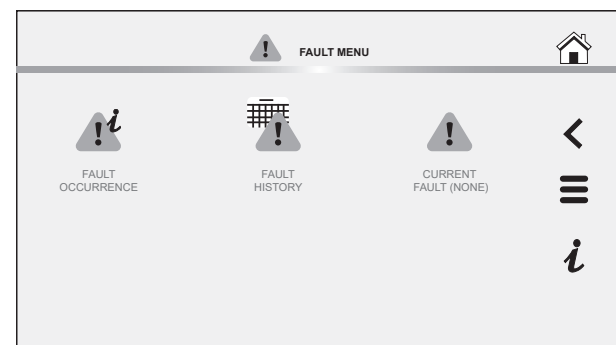 FAULT MENU
FAULT
OCCURRENCE
FAULT
HISTORY
CURRENT
FAULT (NONE)